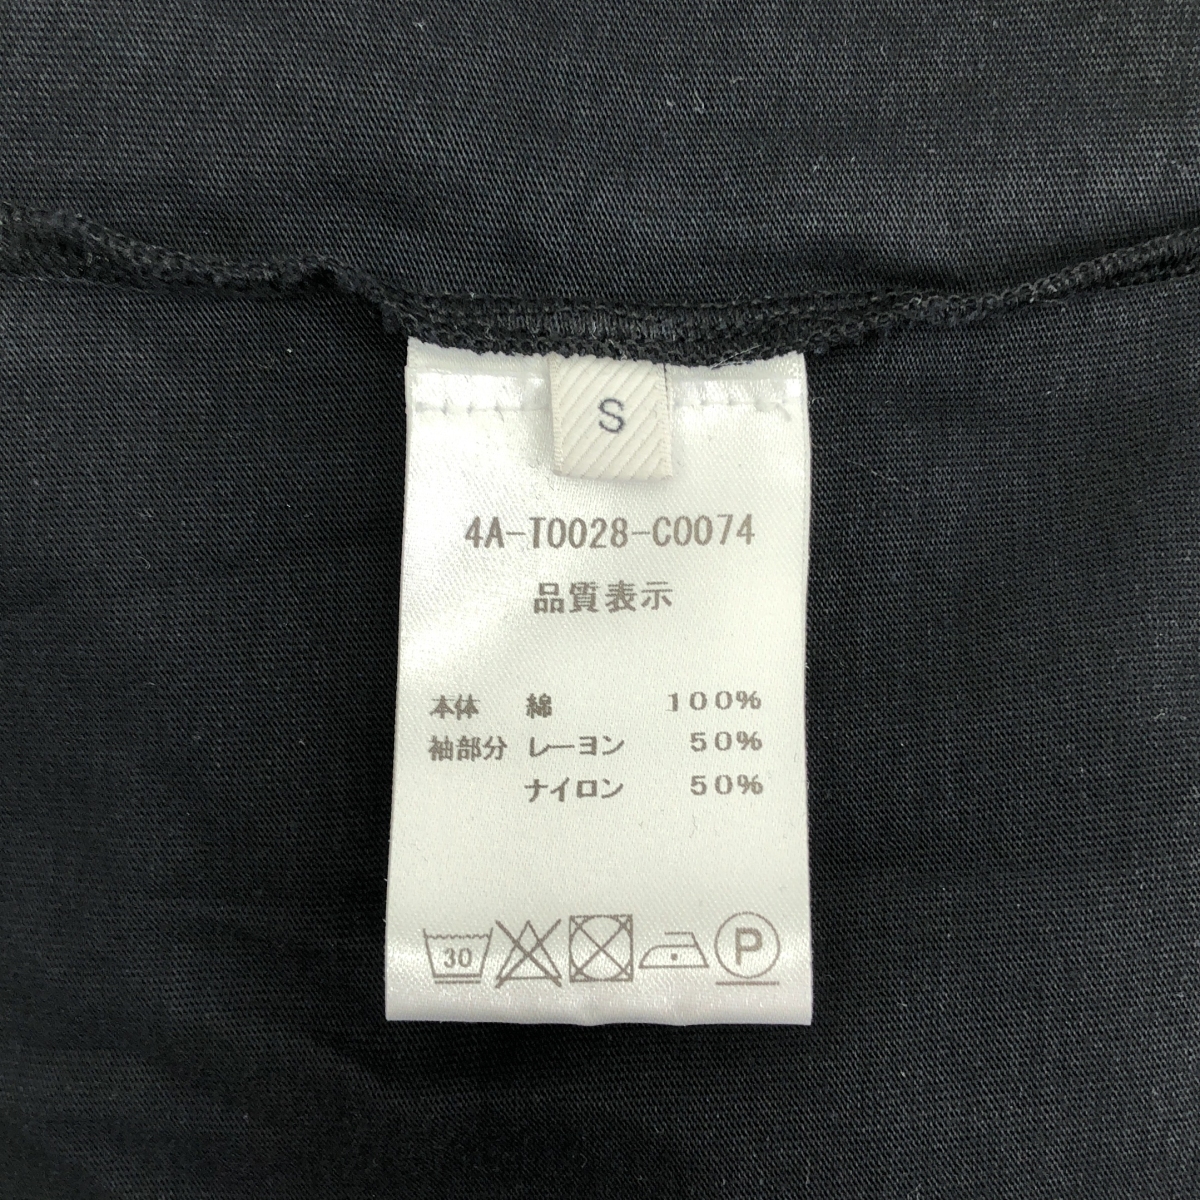 S
4A-T0028-C0074
品質表示
本体 綿 100%
袖部分 レーヨン 50%
ナイロン 50%
30 P